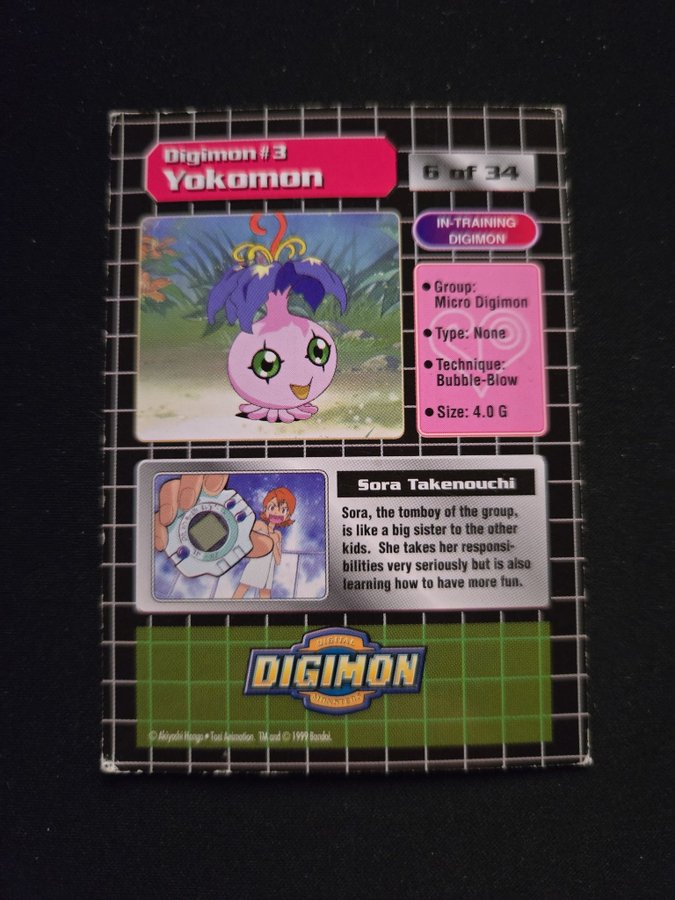 Digimon #3
Yokomon
6 of 34
IN-TRAINING
DIGIMON
• Group:
Micro Digimon
• Type: None
• Technique:
Bubble-Blow
• Size: 4.0 G
Sora Takenouchi
Sora, the tomboy of the group,
is like a big sister to the other
kids. She takes her responsi-
bilities very seriously but is also
learning how to have more fun.
DIGITAL
DIGIMON
MONSTERS
© Akiyoshi Hongo • Toei Animation. TM and © 1999 Bandai.